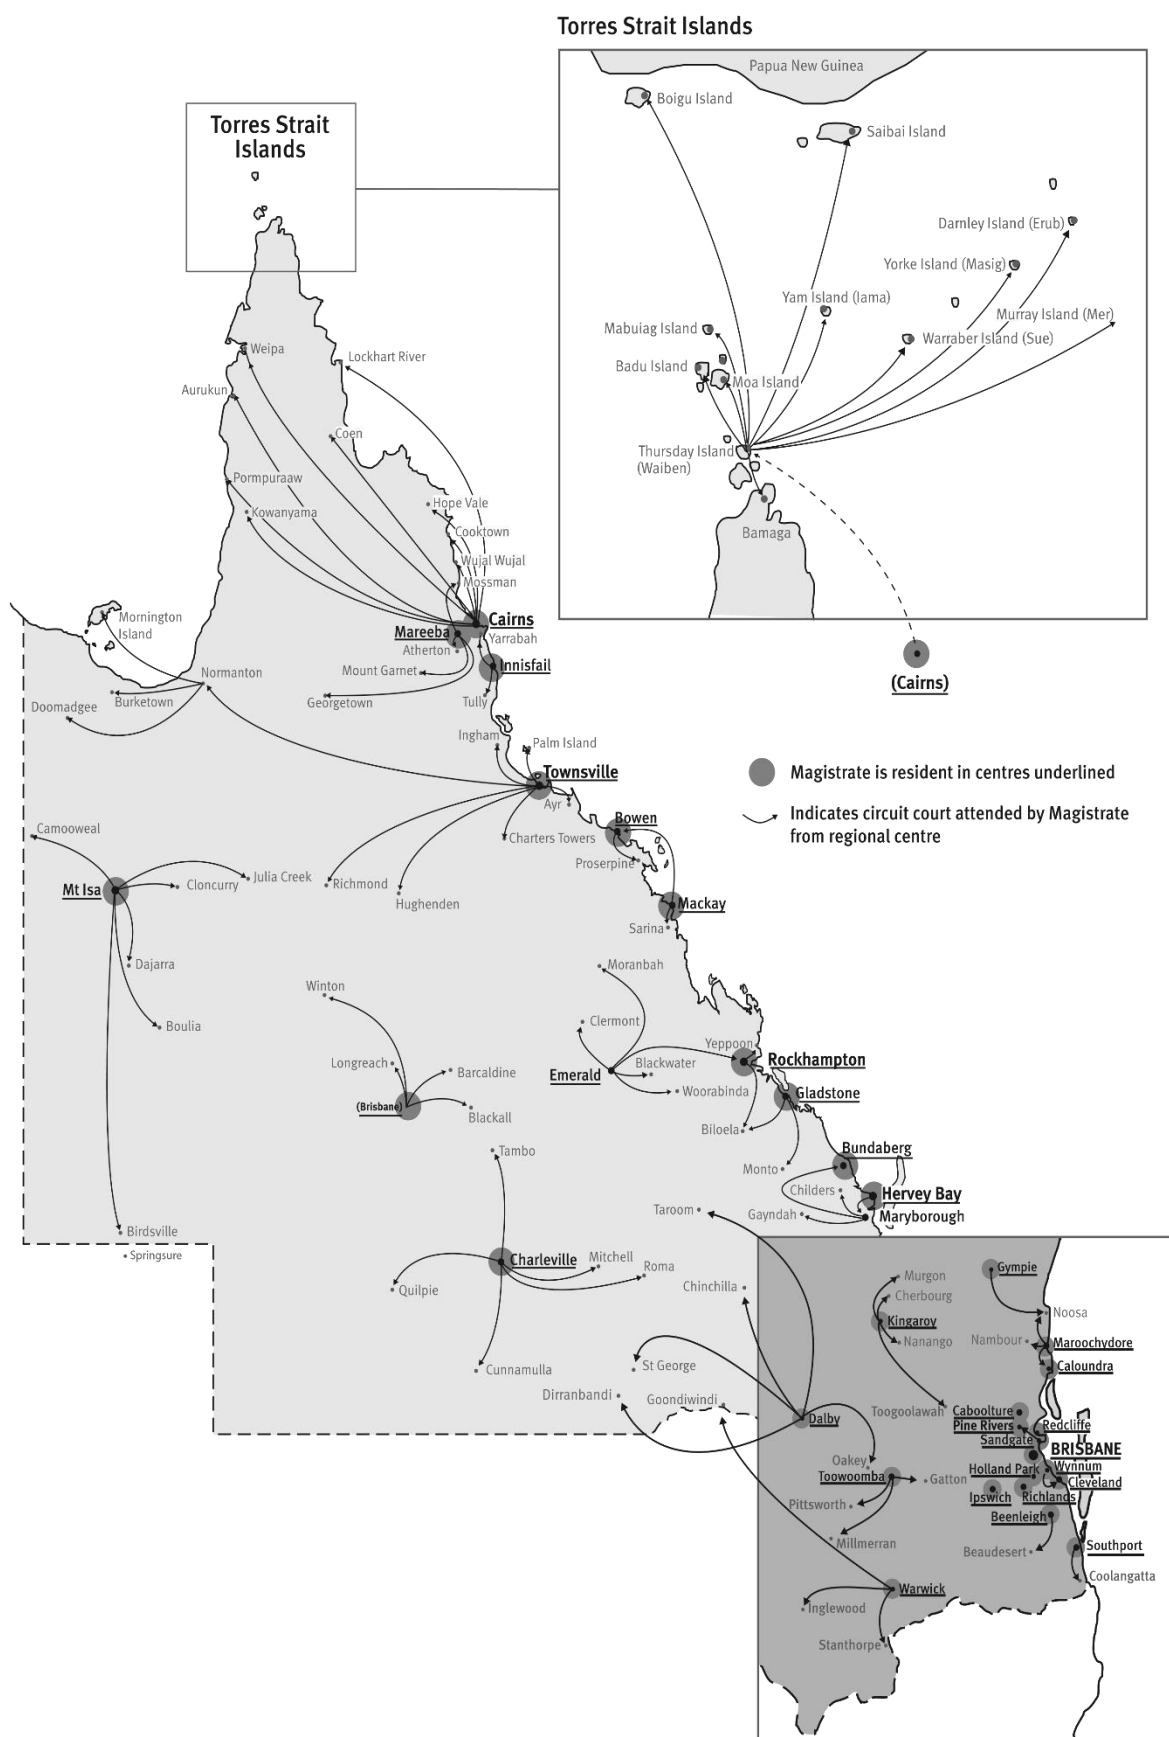 Torres Strait Islands
Papua New Guinea
Boigu Island
Saibai Island
Darnley Island (Erub)
Yorke Island (Masig)
Yam Island (Iama)
Murray Island (Mer)
Mabuiag Island
Warraber Island (Sue)
Badu Island
Moa Island
Thursday Island
(Waiben)
Bamaga
(Cairns)
Torres Strait
Islands
Weipa
Lockhart River
Aurukun
Coen
Pormpuraaw
Hope Vale
Kowanyama
Cooktown
Wujal Wujal
Mossman
Mornington
Island
Cairns
Mareeba
Yarrabah
Atherton
Innisfail
Mount Garnet
Normanton
Burketown
Georgetown
Tully
Doomadgee
Ingham
Palm Island
Townsville
Magistrate is resident in centres underlined
Indicates circuit court attended by Magistrate
from regional centre
Ayr
Bowen
Camooweal
Charters Towers
Proserpine
Mt Isa
Cloncurry
Julia Creek
Richmond
Hughenden
Mackay
Sarina
Dajarra
Moranbah
Winton
Boulia
Clermont
Yeppoon
Longreach
Barcaldine
Emerald
Blackwater
Rockhampton
Woorabinda
Gladstone
(Brisbane)
Blackall
Biloela
Tambo
Bundaberg
Monto
Childers
Hervey Bay
Taroom
Gayndah
Maryborough
Birdsville
Springsure
Charleville
Mitchell
Roma
Quilpie
Chinchilla
Murgon
Gympie
Cherbourg
Kingaroy
Noosa
Nanango
Nambour
Maroochydore
Cunnamulla
St George
Caloundra
Dirranbandi
Goondiwindi
Toogoolawah
Caboolture
Dalby
Pine Rivers
Redcliffe
Sandgate
BRISBANE
Oakey
Holland Park
Wynnum
Toowoomba
Gatton
Cleveland
Ipswich
Richlands
Pittsworth
Beenleigh
Millmerran
Beaudesert
Southport
Coolangatta
Warwick
Inglewood
Stanthorpe